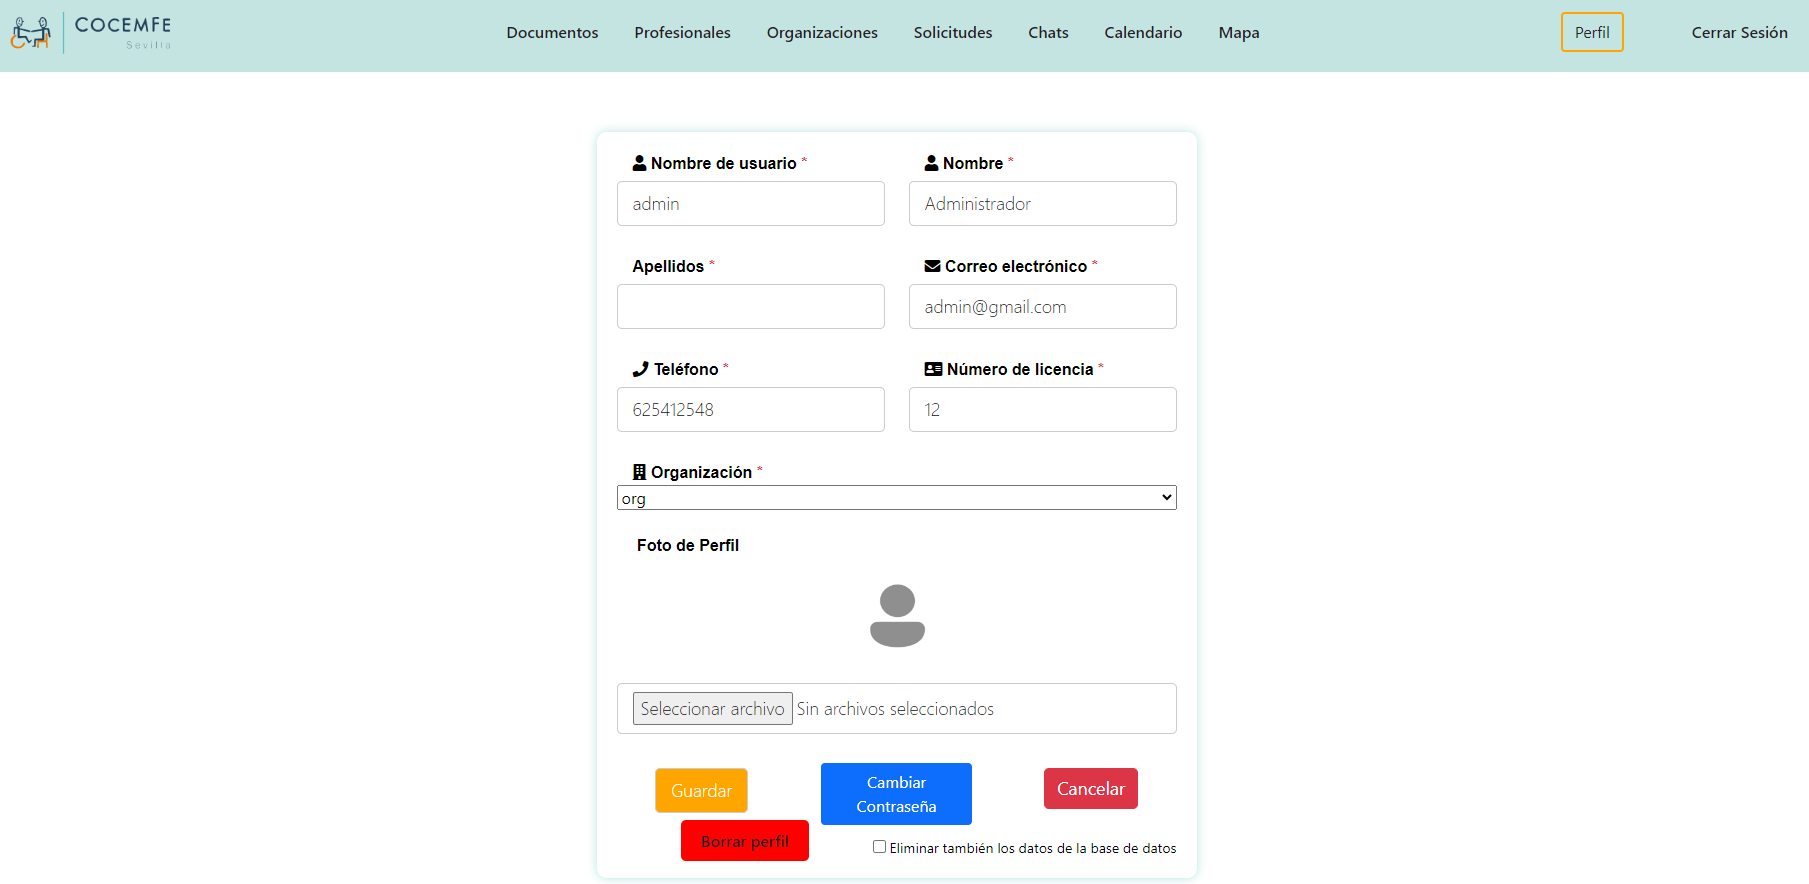 COCEMFE
Sevilla
Documentos Profesionales Organizaciones Solicitudes Chats Calendario Mapa Perfil Cerrar Sesión
Nombre de usuario * Nombre *
admin Administrador
Apellidos * Correo electrónico *
admin@gmail.com
Teléfono * Número de licencia *
625412548 12
Organización *
org
Foto de Perfil
Seleccionar archivo Sin archivos seleccionados
Guardar Cambiar Contraseña Cancelar
Borrar perfil Eliminar también los datos de la base de datos